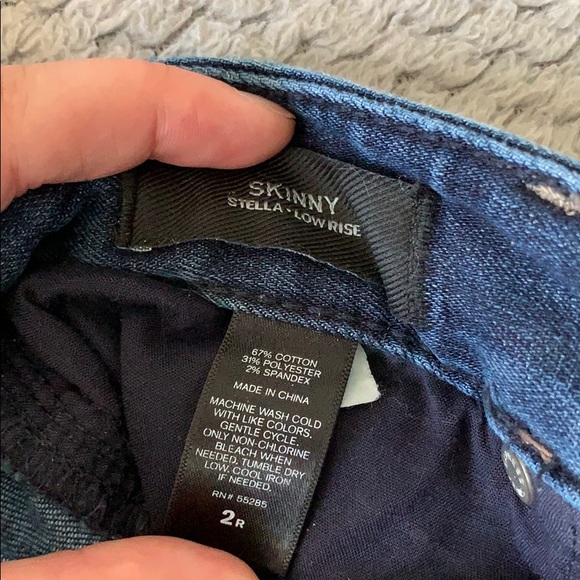 SKINNY
STELLA • LOW RISE
67% COTTON
31% POLYESTER
2% SPANDEX
MADE IN CHINA
MACHINE WASH COLD
WITH LIKE COLORS.
GENTLE CYCLE.
ONLY NON-CHLORINE
BLEACH WHEN
NEEDED. TUMBLE DRY
LOW. COOL IRON
IF NEEDED.
RN# 55285
2R